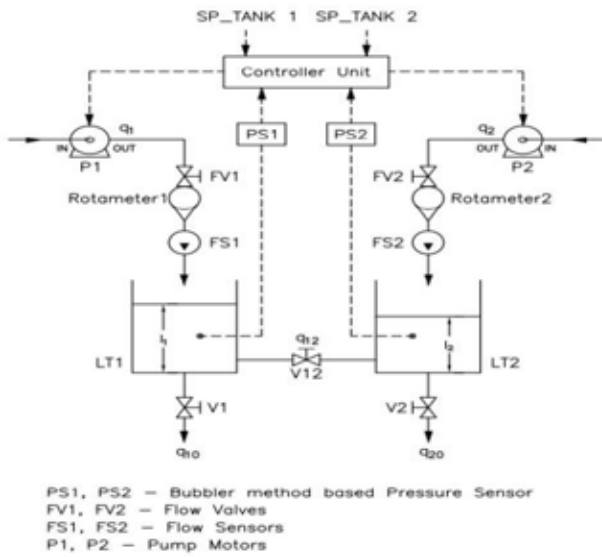 SP_TANK 1 SP_TANK 2
Controller Unit
q1 PS1 PS2 q2
IN OUT OUT IN
P1 P2
FV1 FV2
Rotameter1 Rotameter2
FS1 FS2
l1 q12 l2
LT1 V12 LT2
V1 V2
q10 q20
PS1, PS2 – Bubbler method based Pressure Sensor
FV1, FV2 – Flow Valves
FS1, FS2 – Flow Sensors
P1, P2 – Pump Motors